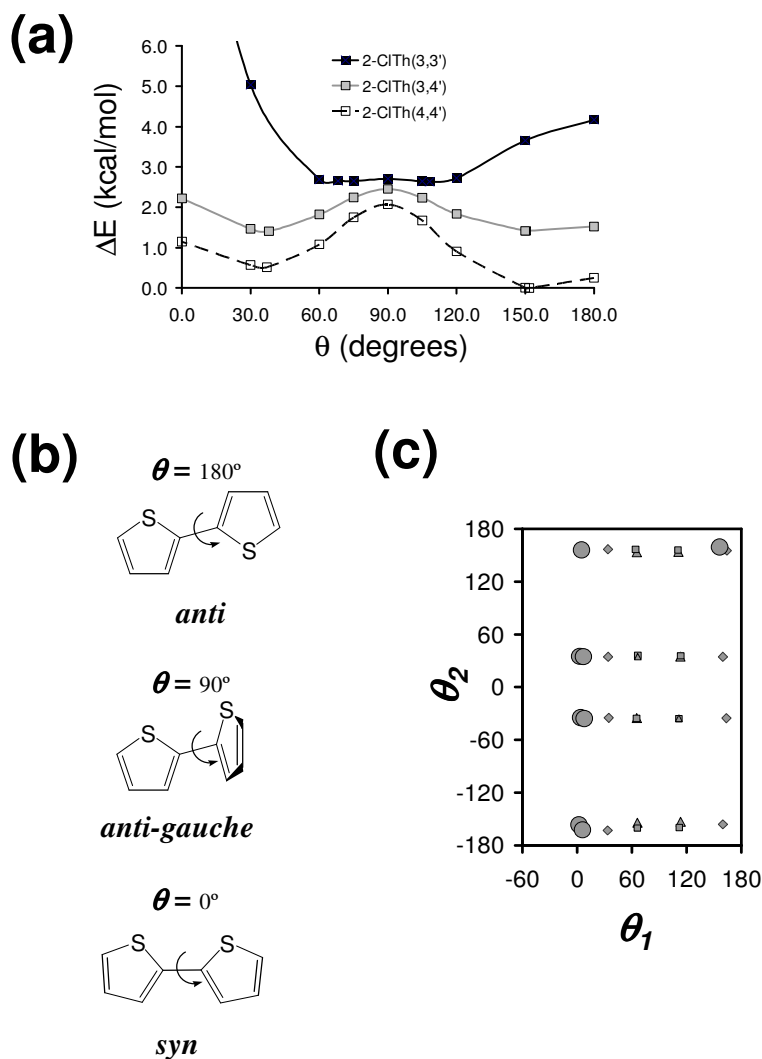 (a)
6.0
5.0
4.0
3.0
2.0
1.0
0.0
ΔE (kcal/mol)
2-ClTh(3,3')
2-ClTh(3,4')
2-ClTh(4,4')
0.0 30.0 60.0 90.0 120.0 150.0 180.0
θ (degrees)
(b)
θ = 180º
S
S
anti
θ = 90º
S
S
anti-gauche
θ = 0º
S
S
syn
(c)
180
120
60
0
-60
-120
-180
θ2
-60 0 60 120 180
θ1